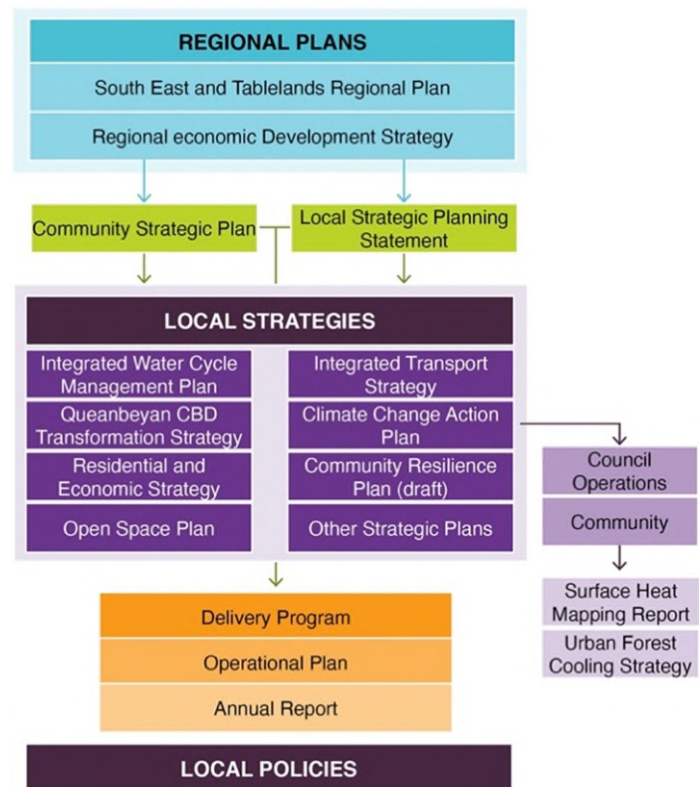 REGIONAL PLANS
South East and Tablelands Regional Plan
Regional economic Development Strategy
Community Strategic Plan
Local Strategic Planning
Statement
LOCAL STRATEGIES
Integrated Water Cycle
Management Plan
Queanbeyan CBD
Transformation Strategy
Residential and
Economic Strategy
Open Space Plan
Integrated Transport
Strategy
Climate Change Action
Plan
Community Resilience
Plan (draft)
Other Strategic Plans
Council
Operations
Community
Surface Heat
Mapping Report
Urban Forest
Cooling Strategy
Delivery Program
Operational Plan
Annual Report
LOCAL POLICIES